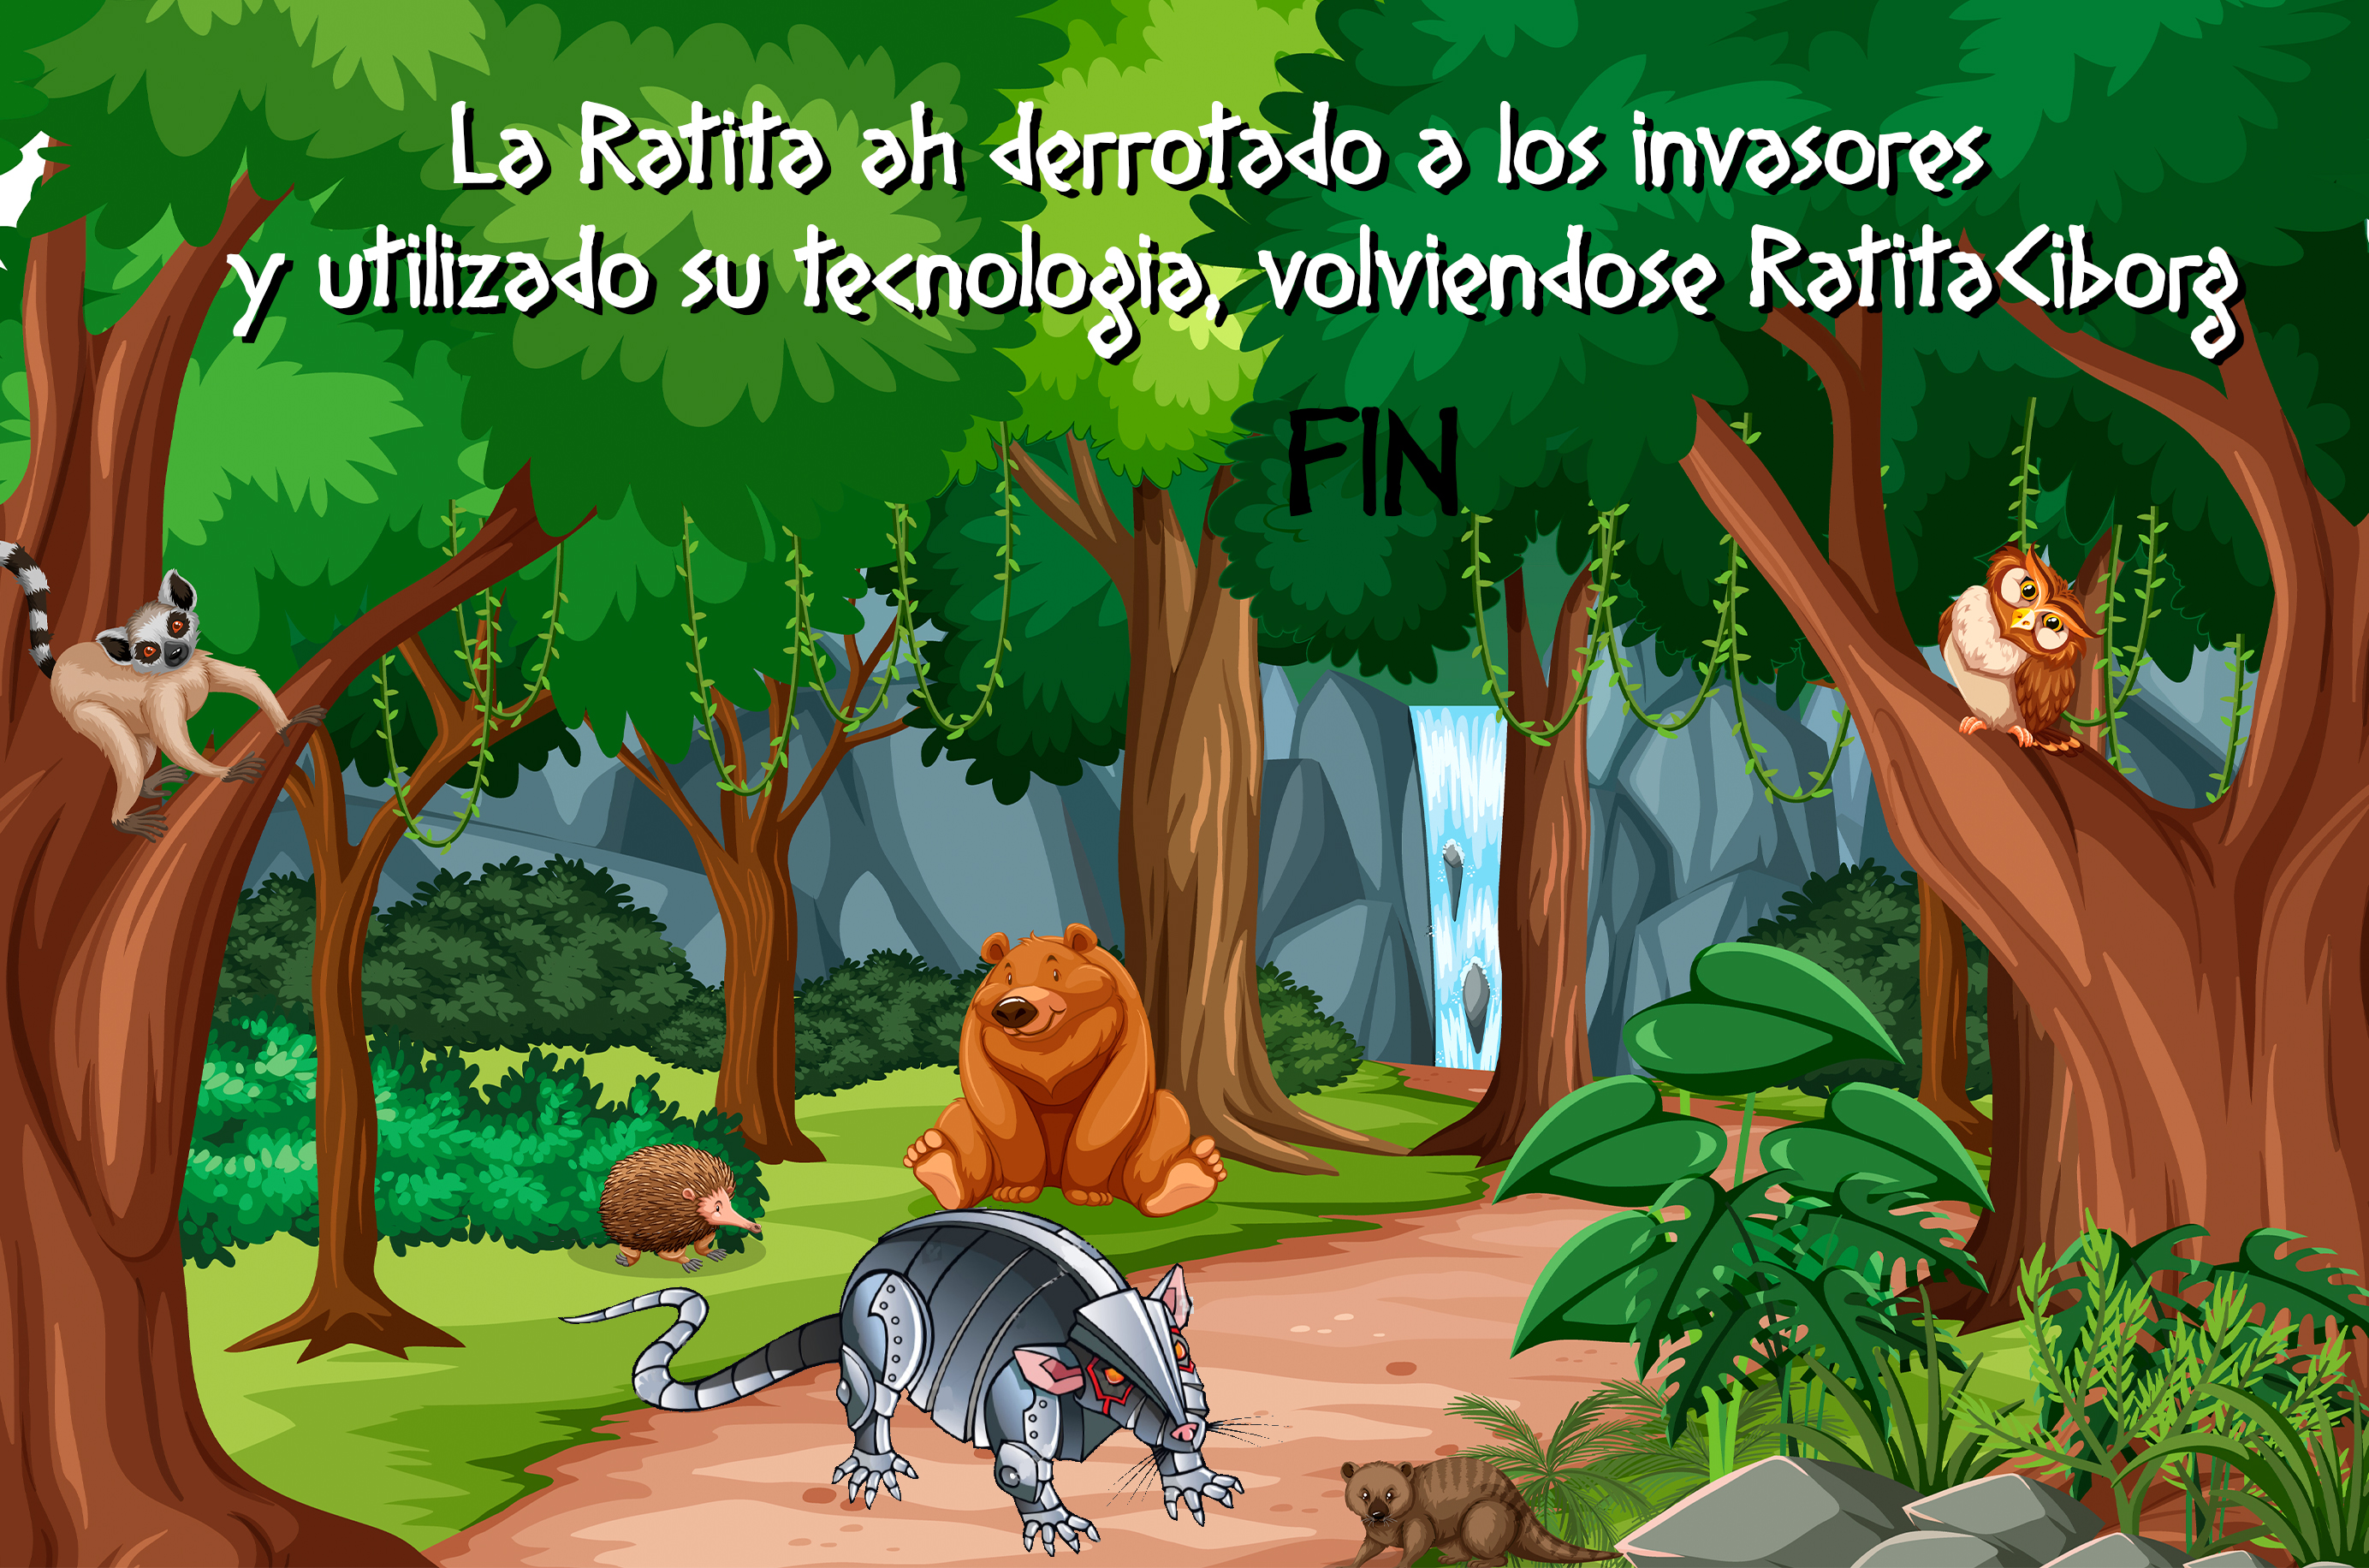 La Ratita ah derrotado a los invasores
y utilizado su tecnologia, volviendose RatitaCiborg
FIN